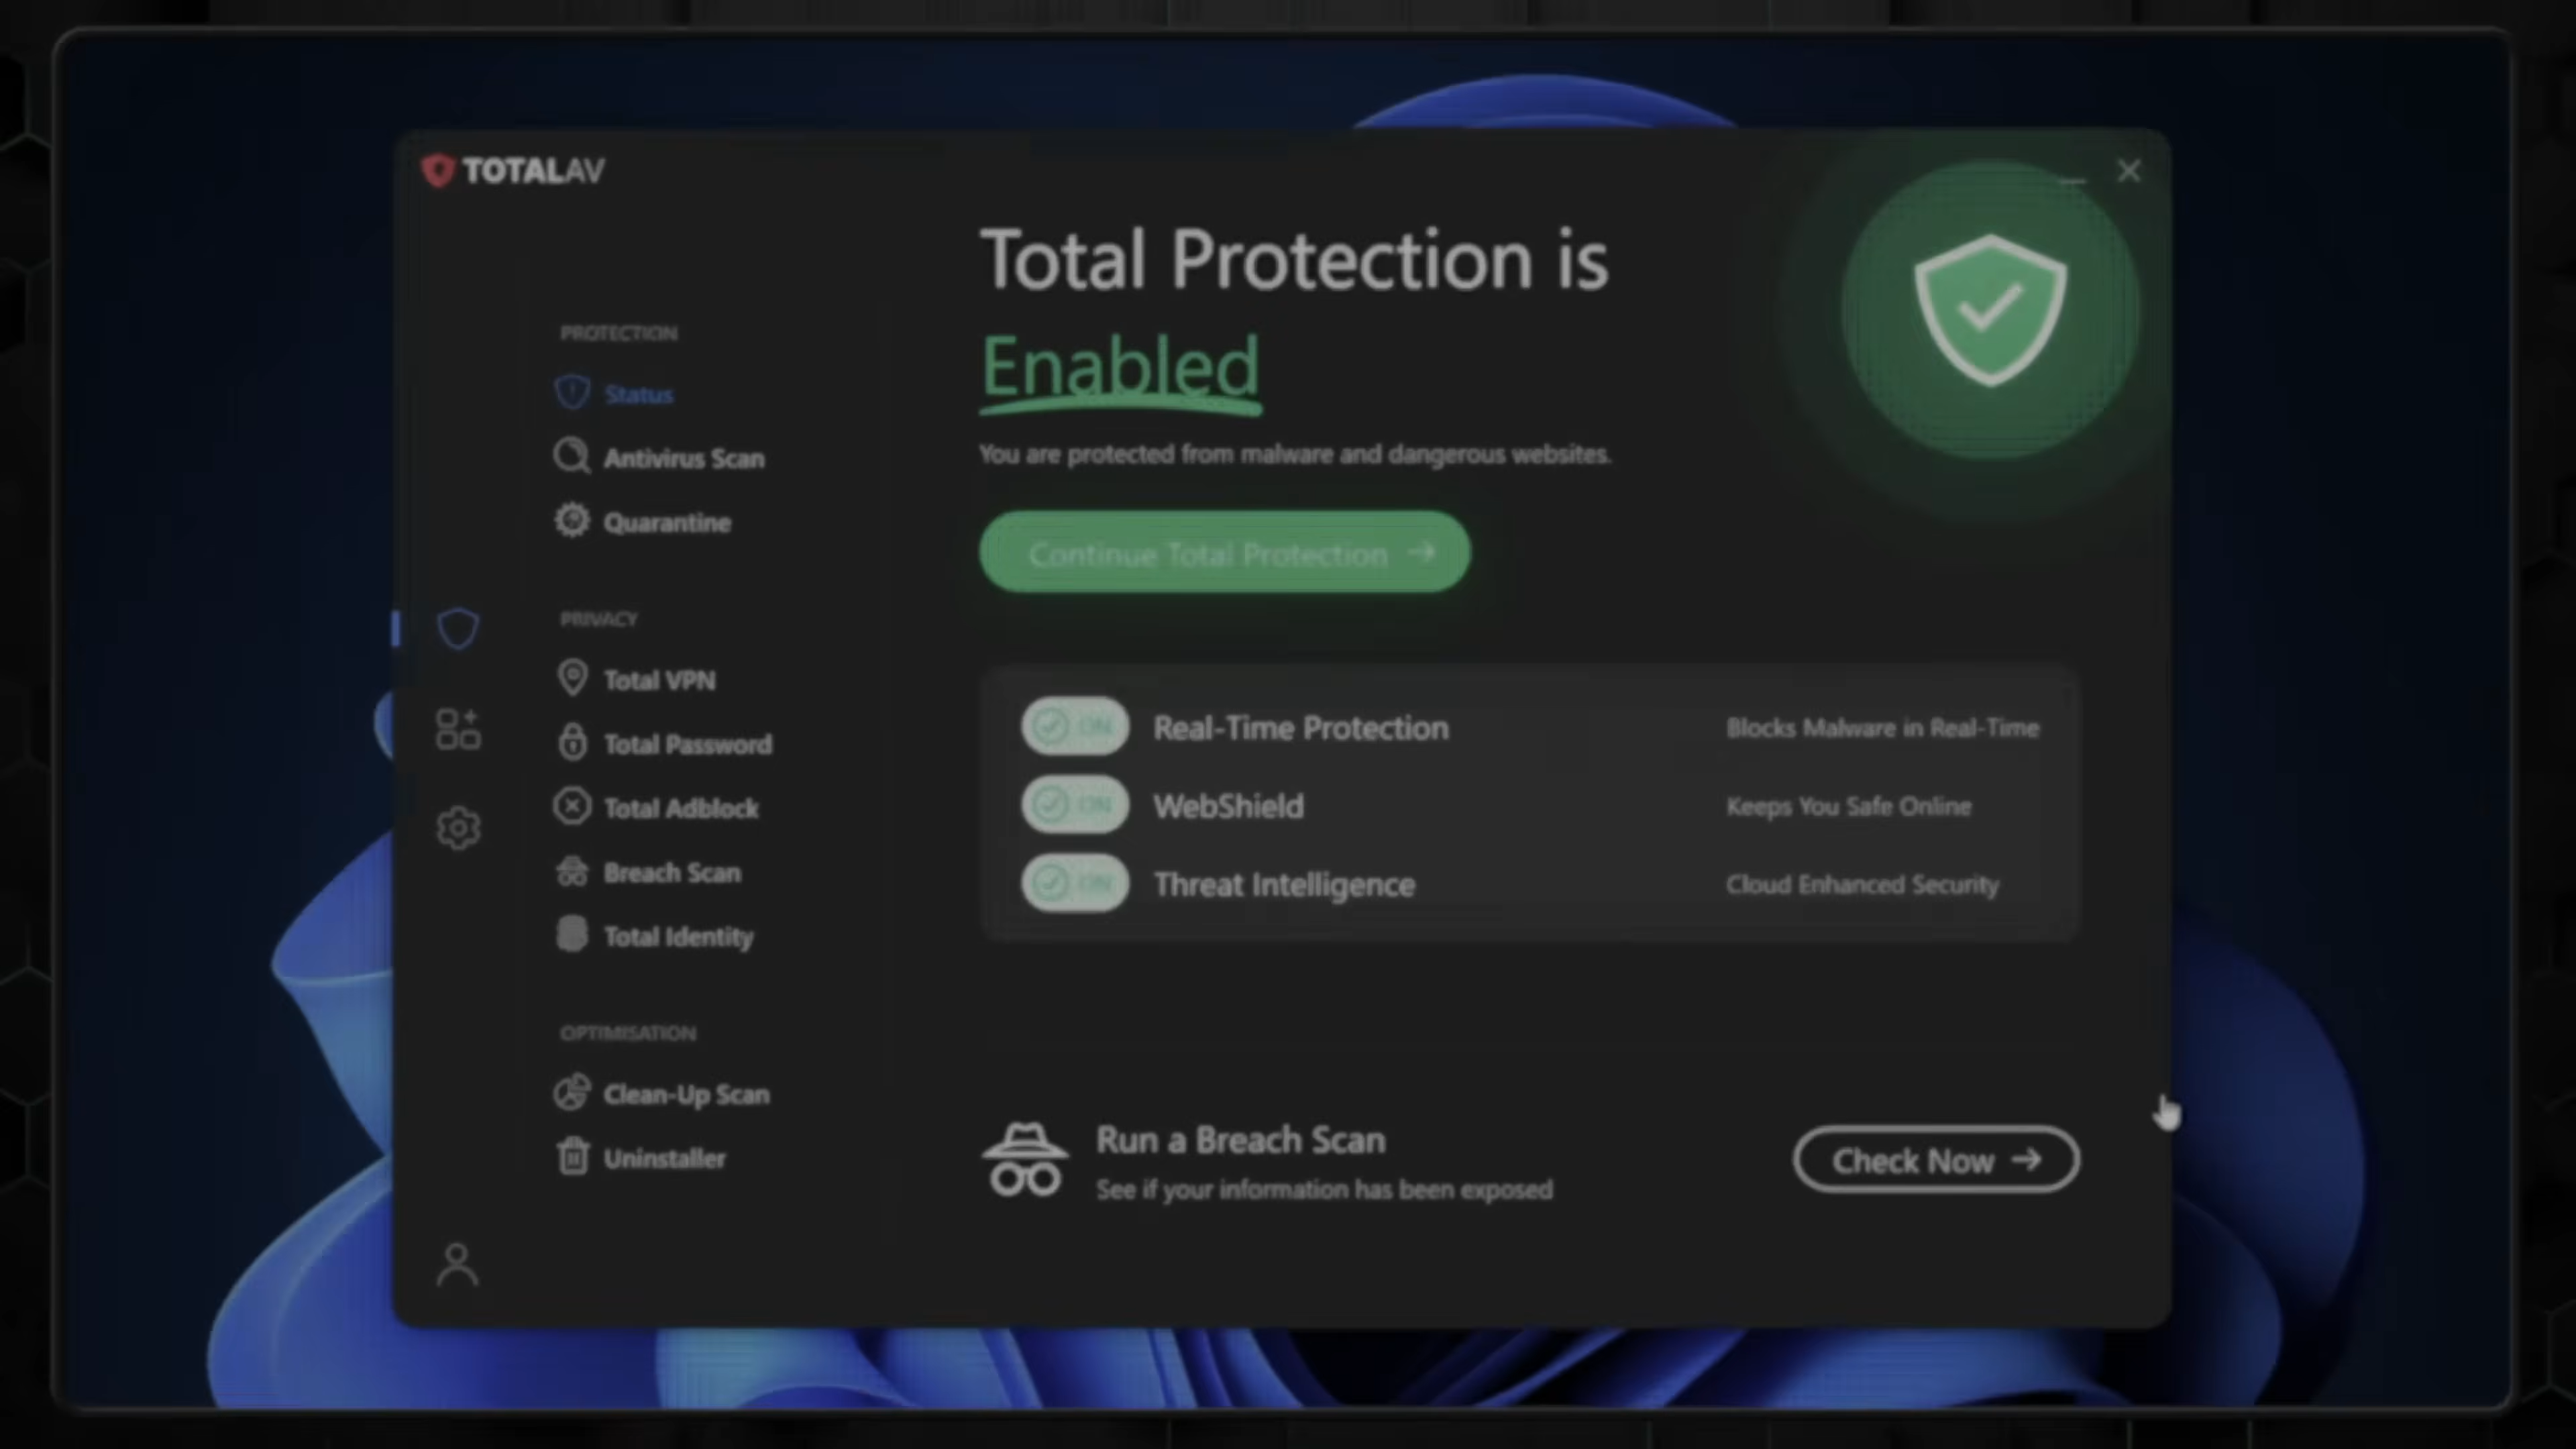 TOTALAV
Total Protection is
Enabled
You are protected from malware and dangerous websites.
Continue Total Protection
PROTECTION
Status
Antivirus Scan
Quarantine
PRIVACY
Total VPN
Total Password
Total Adblock
Breach Scan
Total Identity
OPTIMISATION
Clean-Up Scan
Uninstaller
ON Real-Time Protection Blocks Malware in Real-Time
ON WebShield Keeps You Safe Online
ON Threat Intelligence Cloud Enhanced Security
Run a Breach Scan
See if your information has been exposed
Check Now